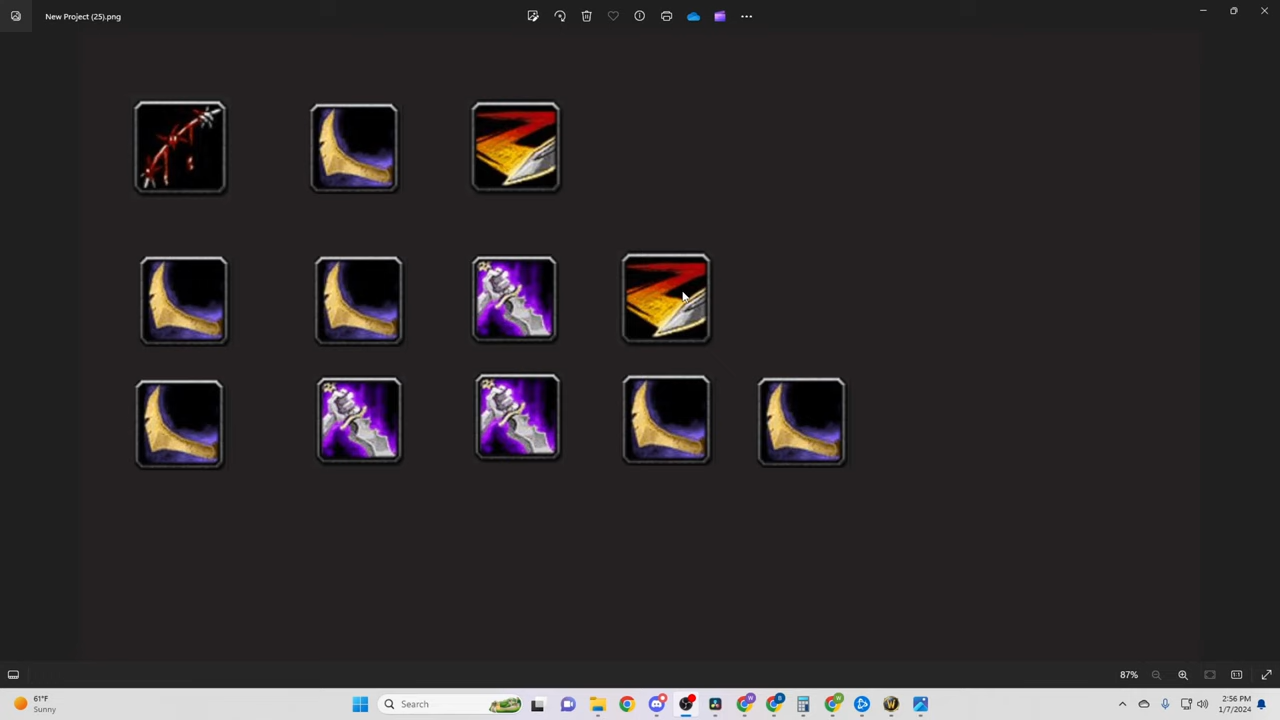 New Project (25).png
87%
61°F
Sunny
Search
2:56 PM
1/7/2024